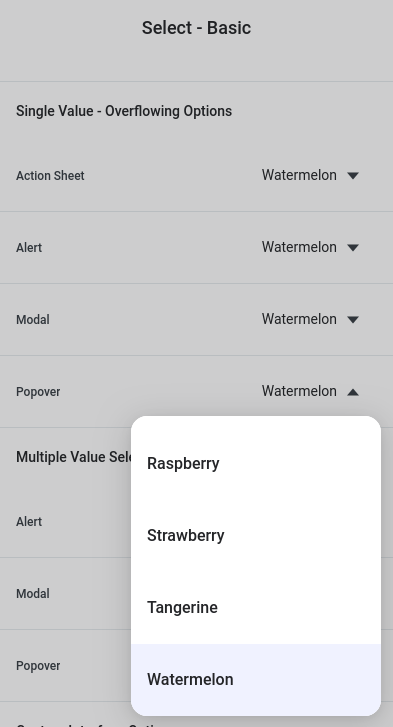 Select - Basic
Single Value - Overflowing Options
Action Sheet Watermelon
Alert Watermelon
Modal Watermelon
Popover Watermelon
Multiple Value
Alert
Modal
Popover
Raspberry
Strawberry
Tangerine
Watermelon